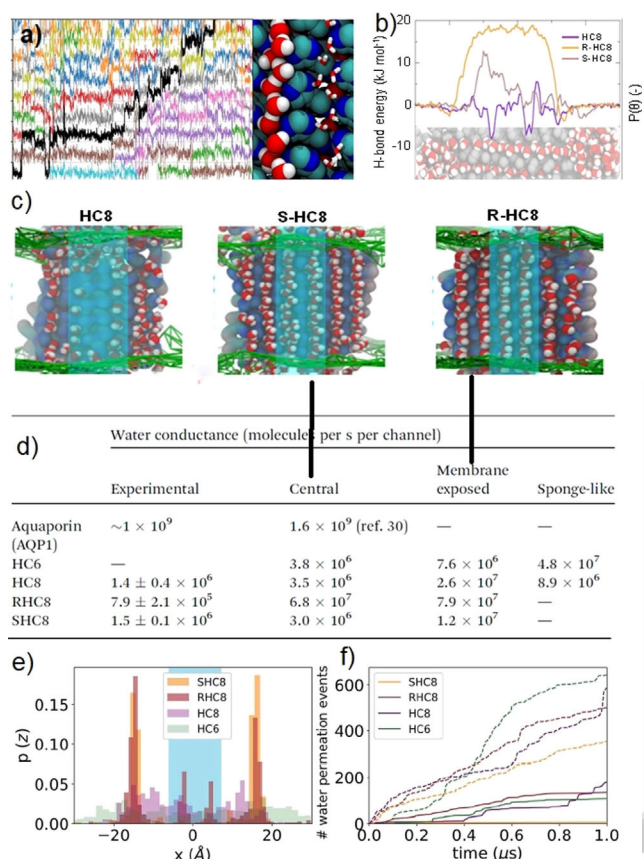 a)
b)
20
10
0
-10
H-bond energy (kJ mol⁻¹)
P(θ) (-)
HC8
R-HC8
S-HC8
c)
HC8
S-HC8
R-HC8
d)
Water conductance (molecules per s per channel)
Experimental Central Membrane exposed Sponge-like
Aquaporin (AQP1) ~1 × 10⁹ 1.6 × 10⁹ (ref. 30) — —
HC6 — 3.8 × 10⁶ 7.6 × 10⁶ 4.8 × 10⁷
HC8 1.4 ± 0.4 × 10⁶ 3.5 × 10⁶ 2.6 × 10⁷ 8.9 × 10⁶
RHC8 7.9 ± 2.1 × 10⁵ 6.8 × 10⁷ 7.9 × 10⁷ —
SHC8 1.5 ± 0.1 × 10⁶ 3.0 × 10⁶ 1.2 × 10⁷ —
e)
SHC8
RHC8
HC8
HC6
p (z)
0.15
0.10
0.05
0.00
−20 0 20
x (Å)
f)
SHC8
RHC8
HC8
HC6
# water permeation events
600
400
200
0
0.0 0.2 0.4 0.6 0.8 1.0
time (μs)